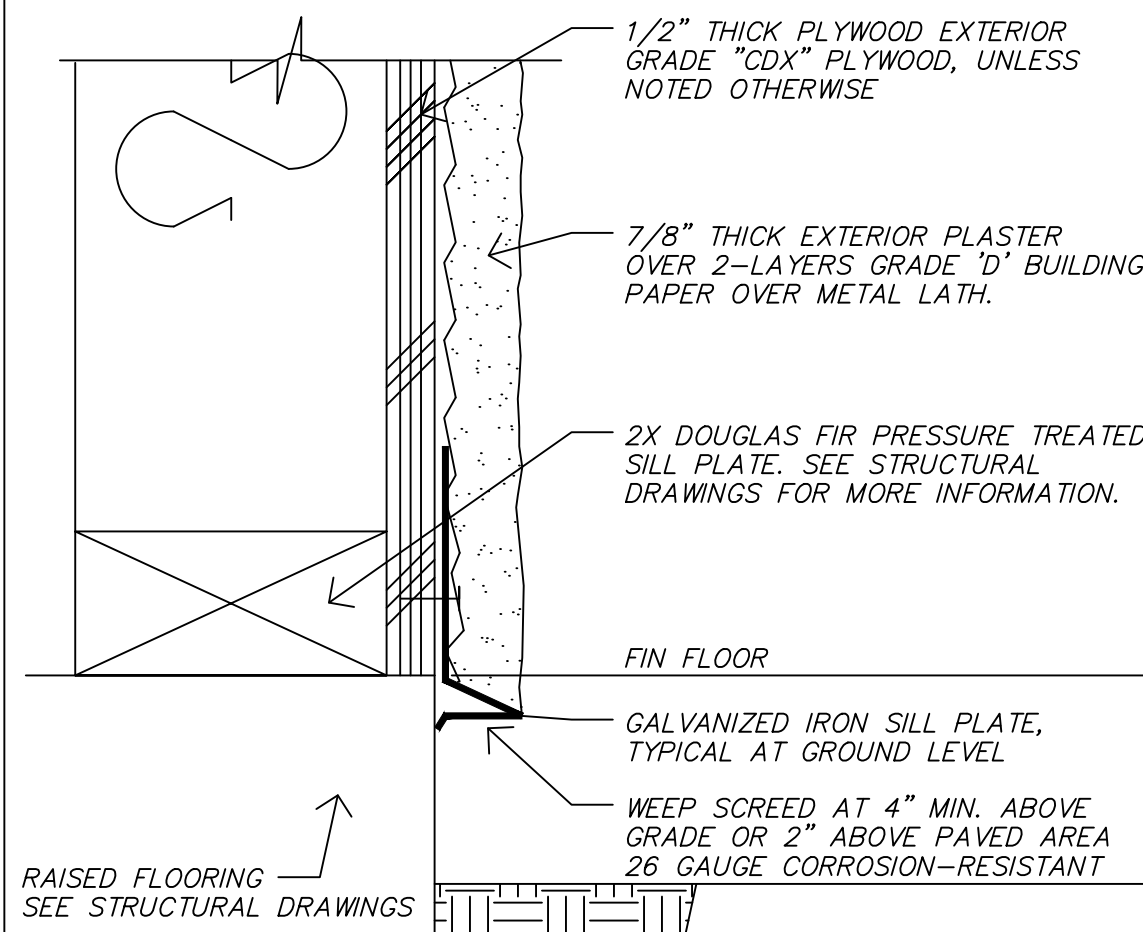 1/2" THICK PLYWOOD EXTERIOR
GRADE "CDX" PLYWOOD, UNLESS
NOTED OTHERWISE
7/8" THICK EXTERIOR PLASTER
OVER 2-LAYERS GRADE 'D' BUILDING
PAPER OVER METAL LATH.
2X DOUGLAS FIR PRESSURE TREATED
SILL PLATE. SEE STRUCTURAL
DRAWINGS FOR MORE INFORMATION.
FIN FLOOR
GALVANIZED IRON SILL PLATE,
TYPICAL AT GROUND LEVEL
WEEP SCREED AT 4" MIN. ABOVE
GRADE OR 2" ABOVE PAVED AREA
26 GAUGE CORROSION-RESISTANT
RAISED FLOORING
SEE STRUCTURAL DRAWINGS